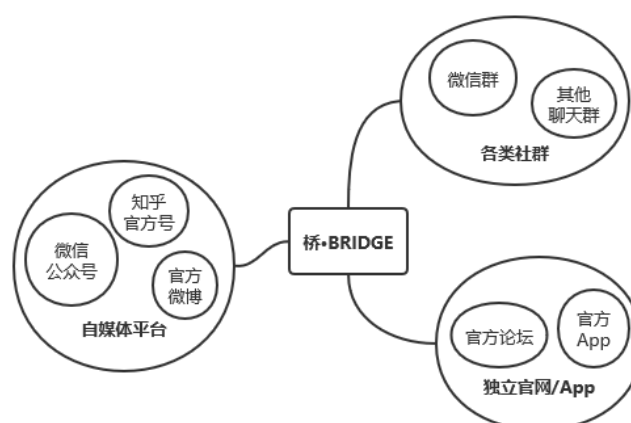 微信群
其他
聊天群
各类社群
知乎
官方号
微信
公众号
官方
微博
自媒体平台
桥•BRIDGE
官方论坛
官方
App
独立官网/App